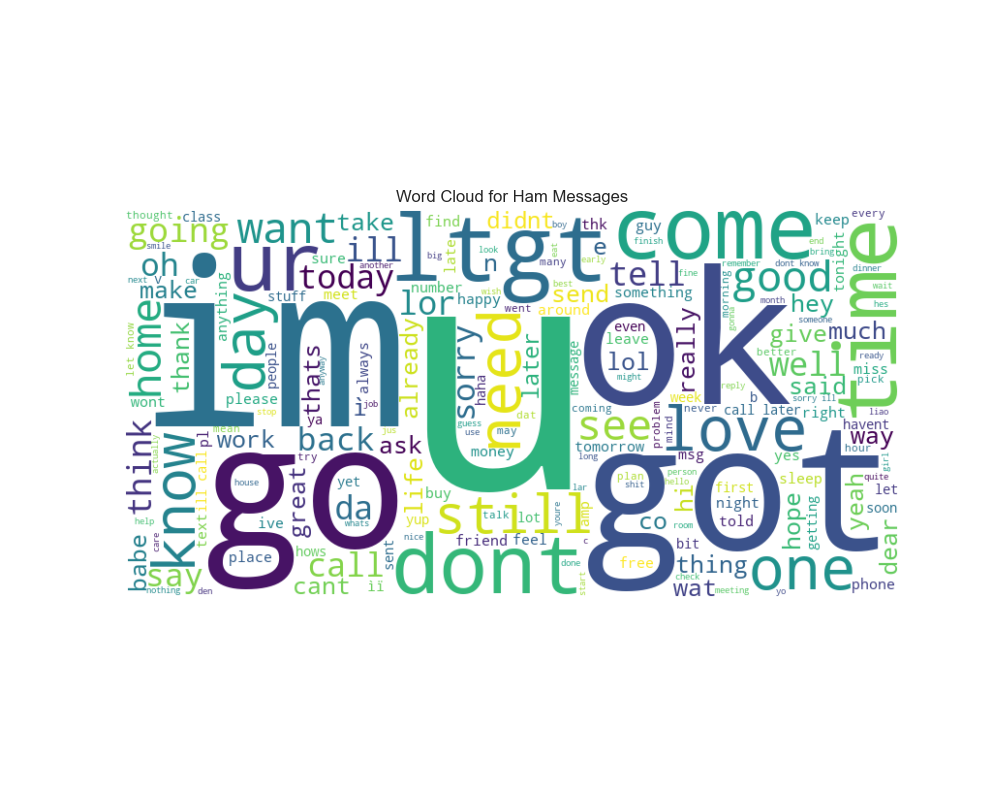 Word Cloud for Ham Messages
thought
class
going
smile
want
take
find
late
didnt
look
boy
thk
guy
finish
come
keep
every
end
bring
tonight
time
oh
next
v
car
make
ur
sure
ill
another
today
big
ltgt
n
many
eat
early
e
tell
something
fine
remember
dont know
good
dinner
wait
hes
let know
home
thank
anything
day
stuff
meet
im
number
lor
happy
wish
went
best
around
send
message
u
ok
morning
gonna
month
hey
someone
give
much
better
well
ready
miss
pick
said
sorry ill
right
liao
wont
please
people
thats
ya
always
anyway
ì
job
already
jus
sorry
haha
guess
use
need
dat
may
money
later
even
leave
lol
might
week
really
reply
b
never
call later
coming
tomorrow
long
see
problem
mind
love
msg
person
hello
yes
havent
way
hour
girl
quite
stop
mean
pl
work
back
ask
try
think
actually
know
text
ill call
go
house
great
yet
da
whats
life
buy
yup
still
talk
lot
youre
lar
amp
plan
shit
got
hi
co
room
first
night
told
sleep
hope
getting
yeah
let
soon
dear
help
care
babe
nothing
say
den
place
ive
hows
call
cant
ïì
sent
nice
dont
friend
feel
c
done
start
free
bit
check
thing
wat
meeting
one
yo
phone